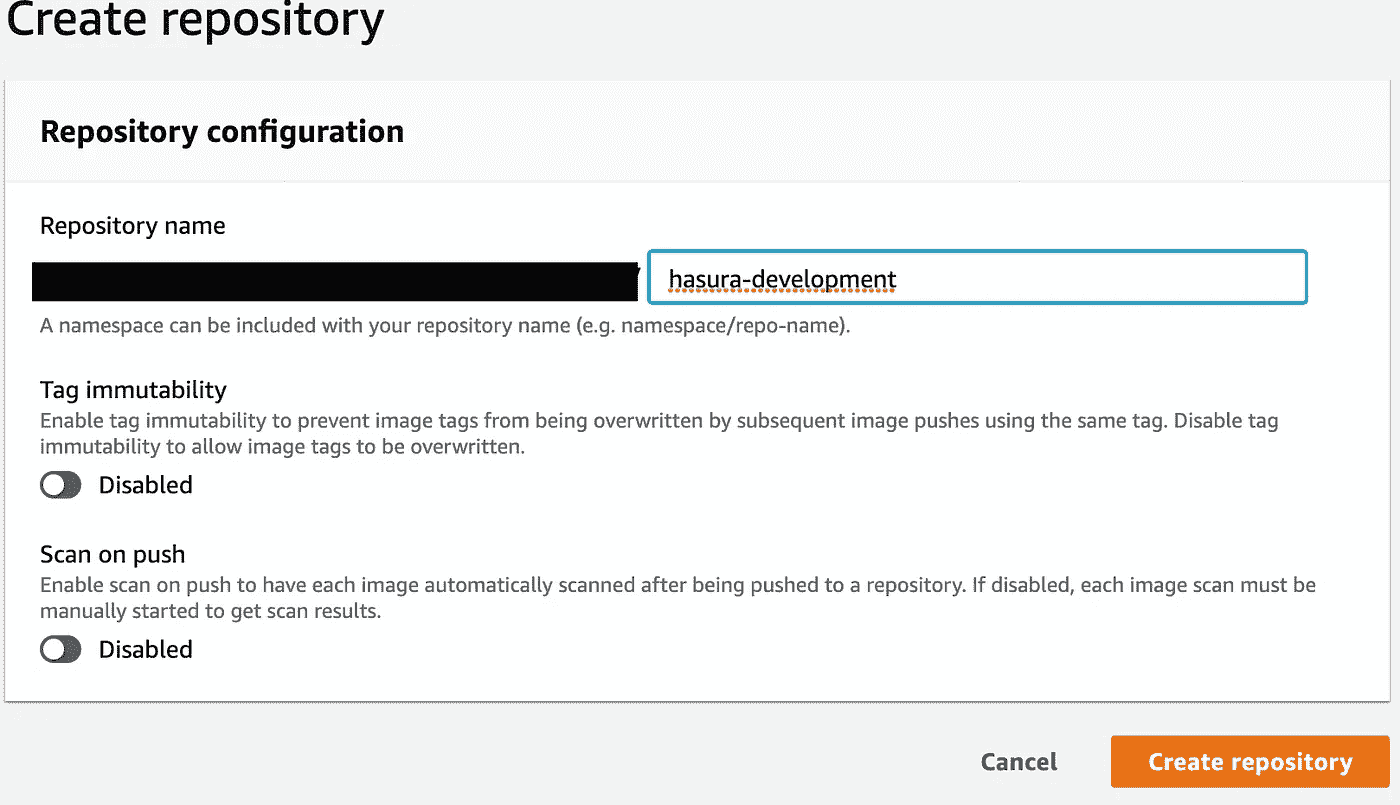 Create repository
Repository configuration
Repository name
hasura-development
A namespace can be included with your repository name (e.g. namespace/repo-name).
Tag immutability
Enable tag immutability to prevent image tags from being overwritten by subsequent image pushes using the same tag. Disable tag
immutability to allow image tags to be overwritten.
Disabled
Scan on push
Enable scan on push to have each image automatically scanned after being pushed to a repository. If disabled, each image scan must be
manually started to get scan results.
Disabled
Cancel
Create repository